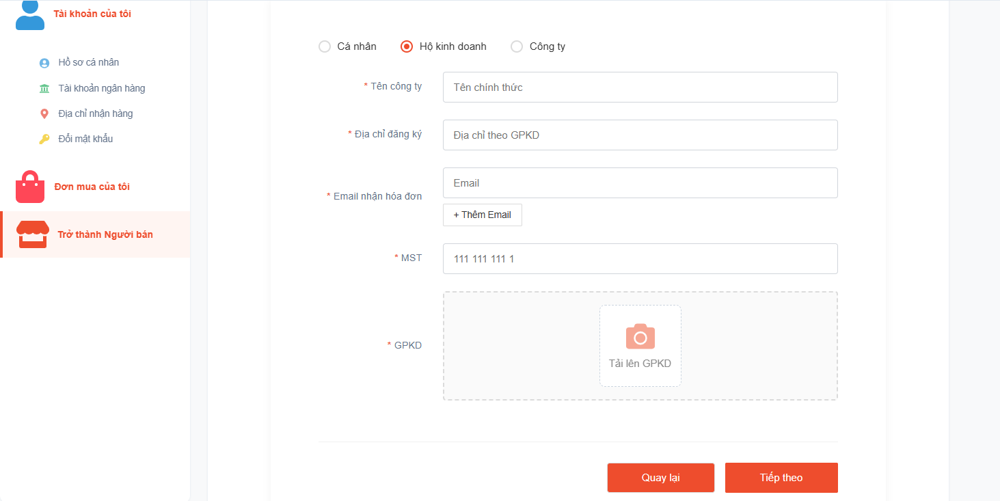 Tài khoản của tôi
Hồ sơ cá nhân
Tài khoản ngân hàng
Địa chỉ nhận hàng
Đổi mật khẩu
Đơn mua của tôi
Trở thành Người bán
Cá nhân Hộ kinh doanh Công ty
* Tên công ty Tên chính thức
* Địa chỉ đăng ký Địa chỉ theo GPKD
* Email nhận hóa đơn Email
+ Thêm Email
* MST 111 111 111 1
* GPKD Tải lên GPKD
Quay lại Tiếp theo